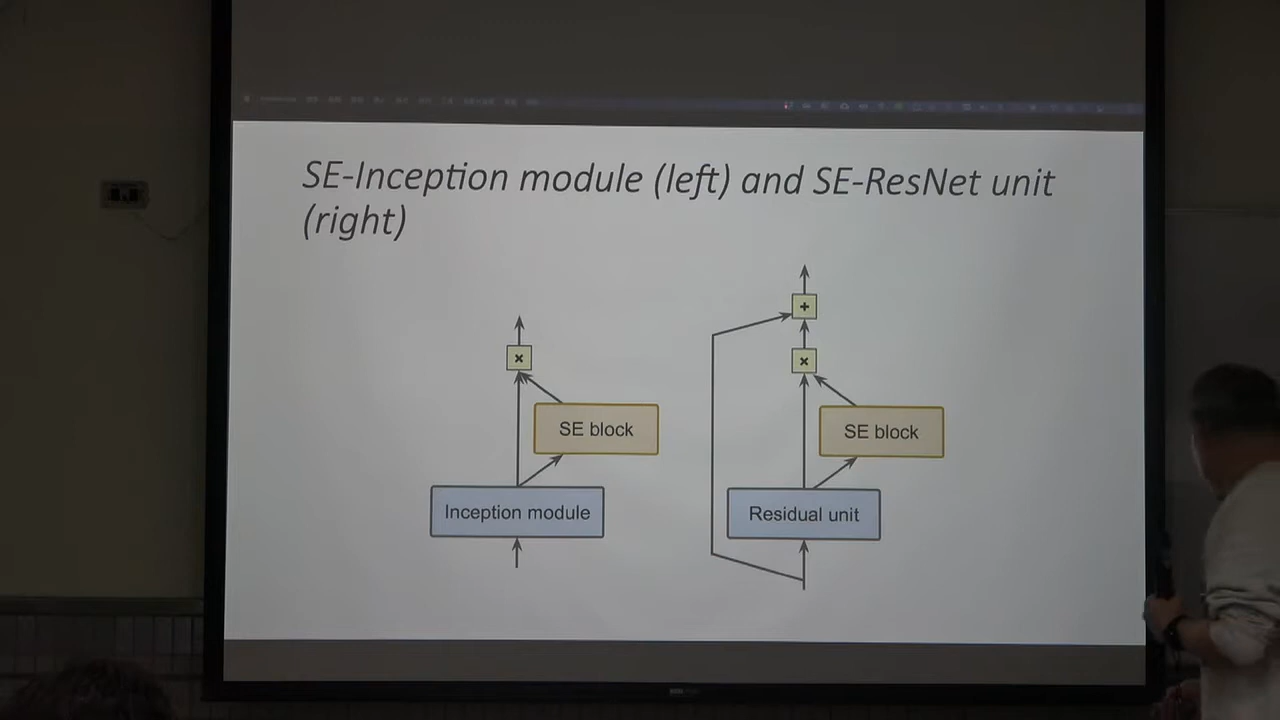 SE-Inception module (left) and SE-ResNet unit
(right)
+
×
×
SE block
SE block
Inception module
Residual unit